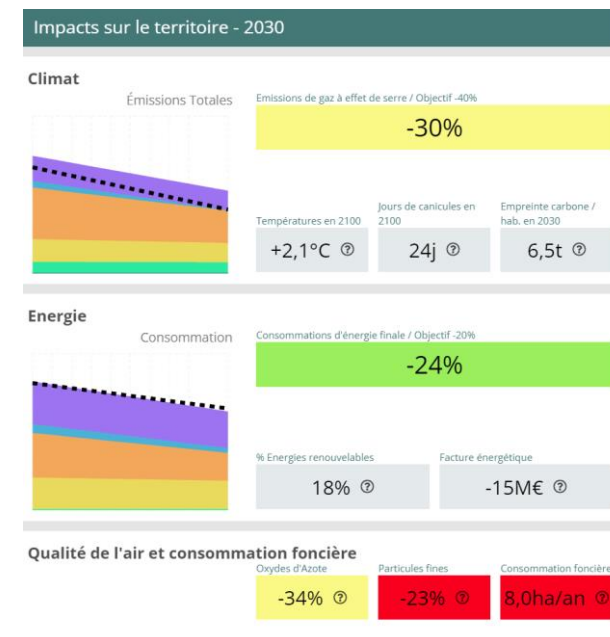 Impacts sur le territoire - 2030
Climat
Émissions Totales
Emissions de gaz à effet de serre / Objectif -40%
-30%
Températures en 2100
Jours de canicules en
2100
Empreinte carbone /
hab. en 2030
+2,1°C ?
24j ?
6,5t ?
Energie
Consommation
Consommations d'énergie finale / Objectif -20%
-24%
% Energies renouvelables
Facture énergétique
18% ?
-15M€ ?
Qualité de l'air et consommation foncière
Oxydes d'Azote
Particules fines
Consommation foncière
-34% ?
-23% ?
8,0ha/an ?